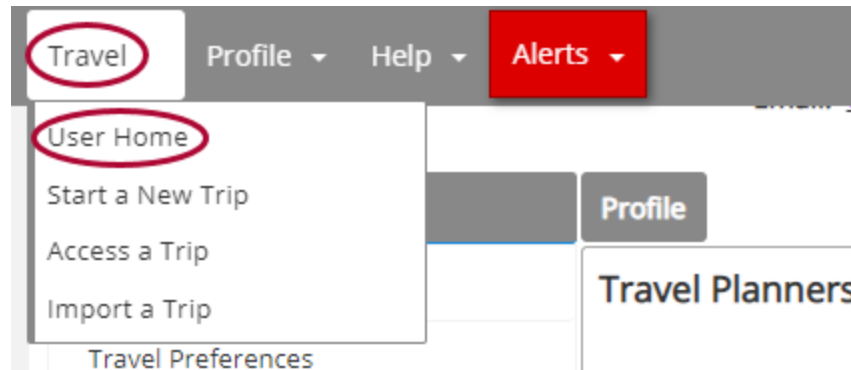 Travel Profile Help Alerts
User Home
Start a New Trip
Access a Trip
Import a Trip
Profile
Travel Planners
Travel Preferences